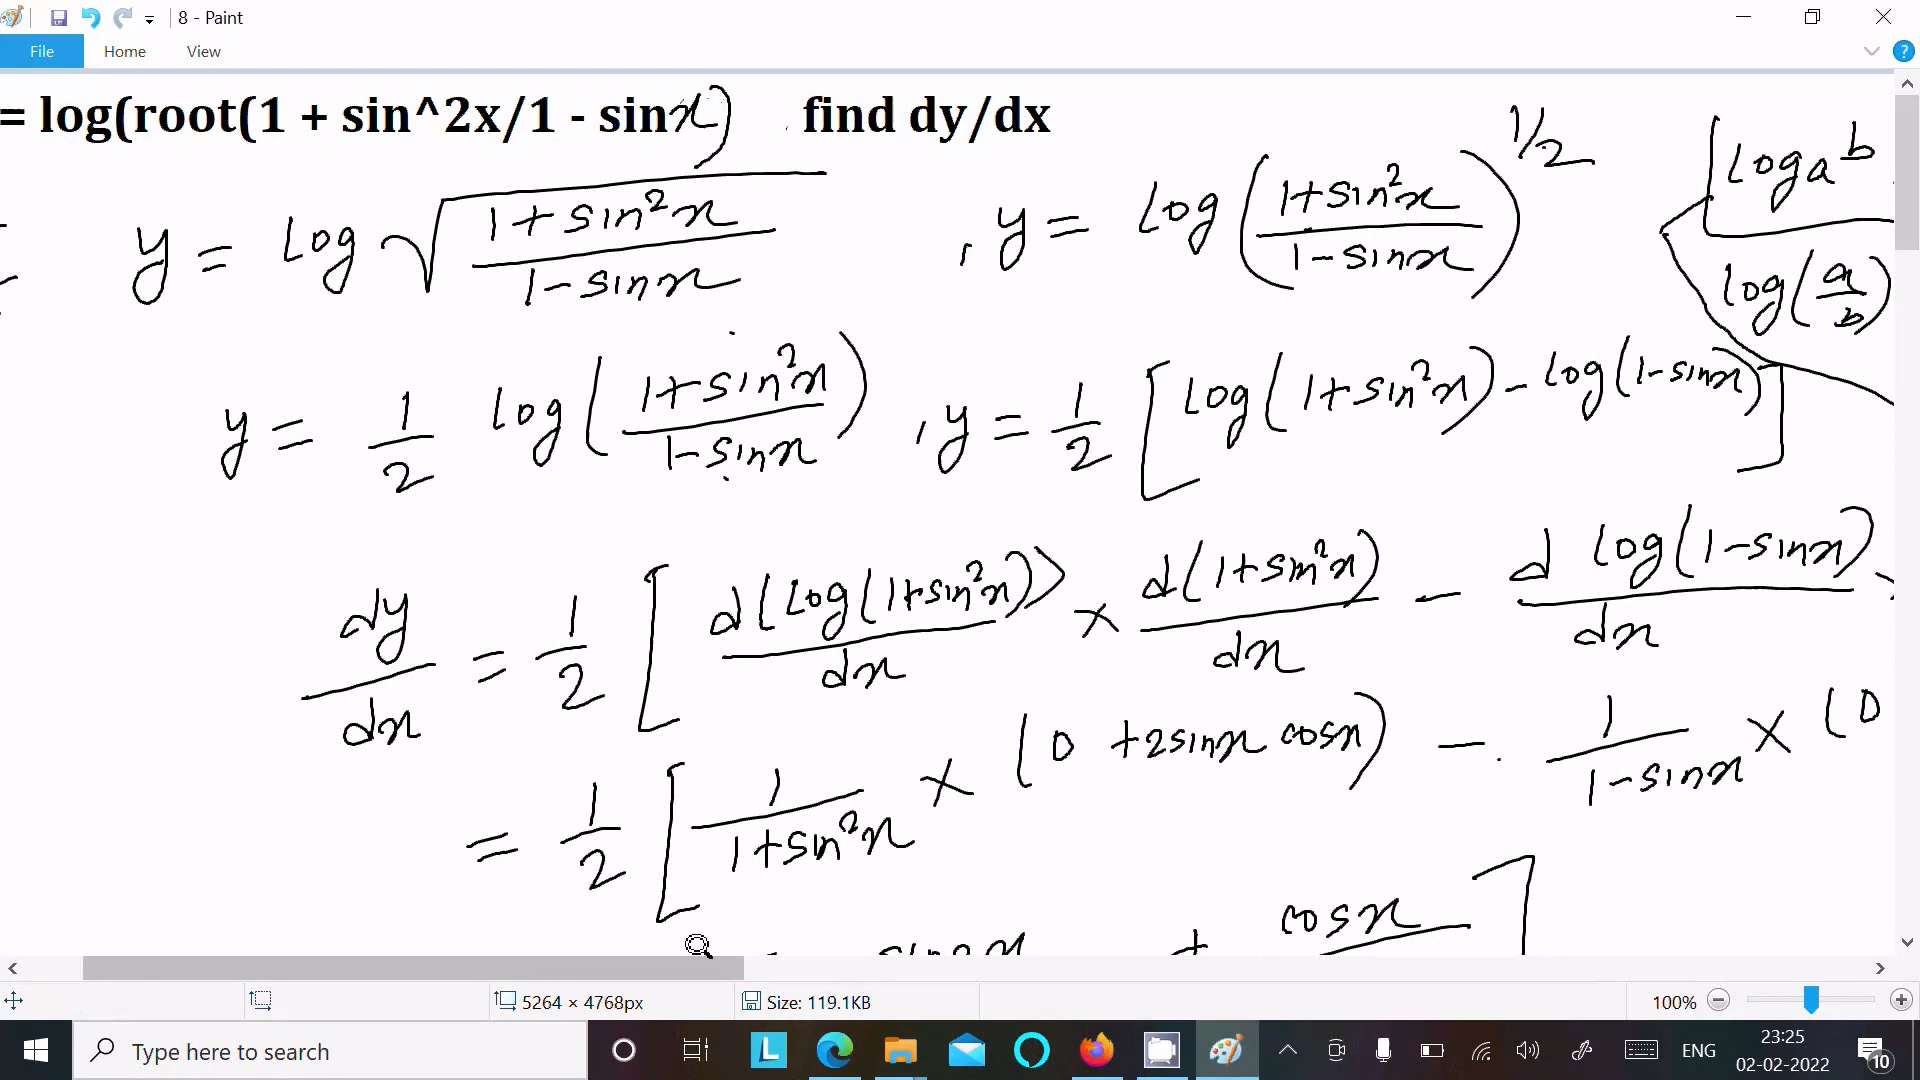 8 - Paint
File Home View
= log(root(1 + sin^2x/1 - sinx) find dy/dx
y = log √(1+sin²x / 1-sinx) , y = log (1+sin²x / 1-sinx)^1/2 [log a^b
log(a/b)
y = 1/2 log(1+sin²x / 1-sinx) , y = 1/2 [log(1+sin²x) - log(1-sinx)]
dy/dx = 1/2 [d(log(1+sin²x))/dx × d(1+sin²x)/dx - d log(1-sinx)/dx
= 1/2 [1/1+sin²x × (0 +2sinx cosx) - 1/1-sinx × (0
sin2x + cosx ]
5264 × 4768px Size: 119.1KB 100%
Type here to search ENG 23:25
02-02-2022 10